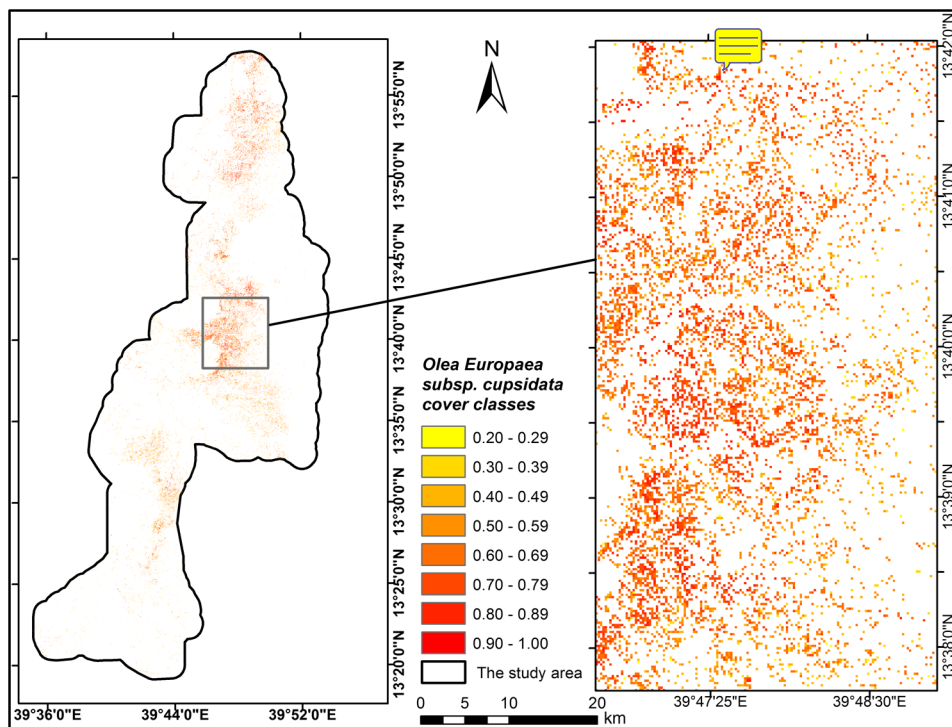 N
13°55'0"N
13°50'0"N
13°45'0"N
13°40'0"N
13°35'0"N
13°30'0"N
13°25'0"N
13°20'0"N
39°36'0"E
39°44'0"E
39°52'0"E
Olea Europaea
subsp. cupsidata
cover classes
0.20 - 0.29
0.30 - 0.39
0.40 - 0.49
0.50 - 0.59
0.60 - 0.69
0.70 - 0.79
0.80 - 0.89
0.90 - 1.00
The study area
0 5 10 20
km
13°42'0"N
13°41'0"N
13°40'0"N
13°39'0"N
13°38'0"N
39°47'25"E
39°48'30"E